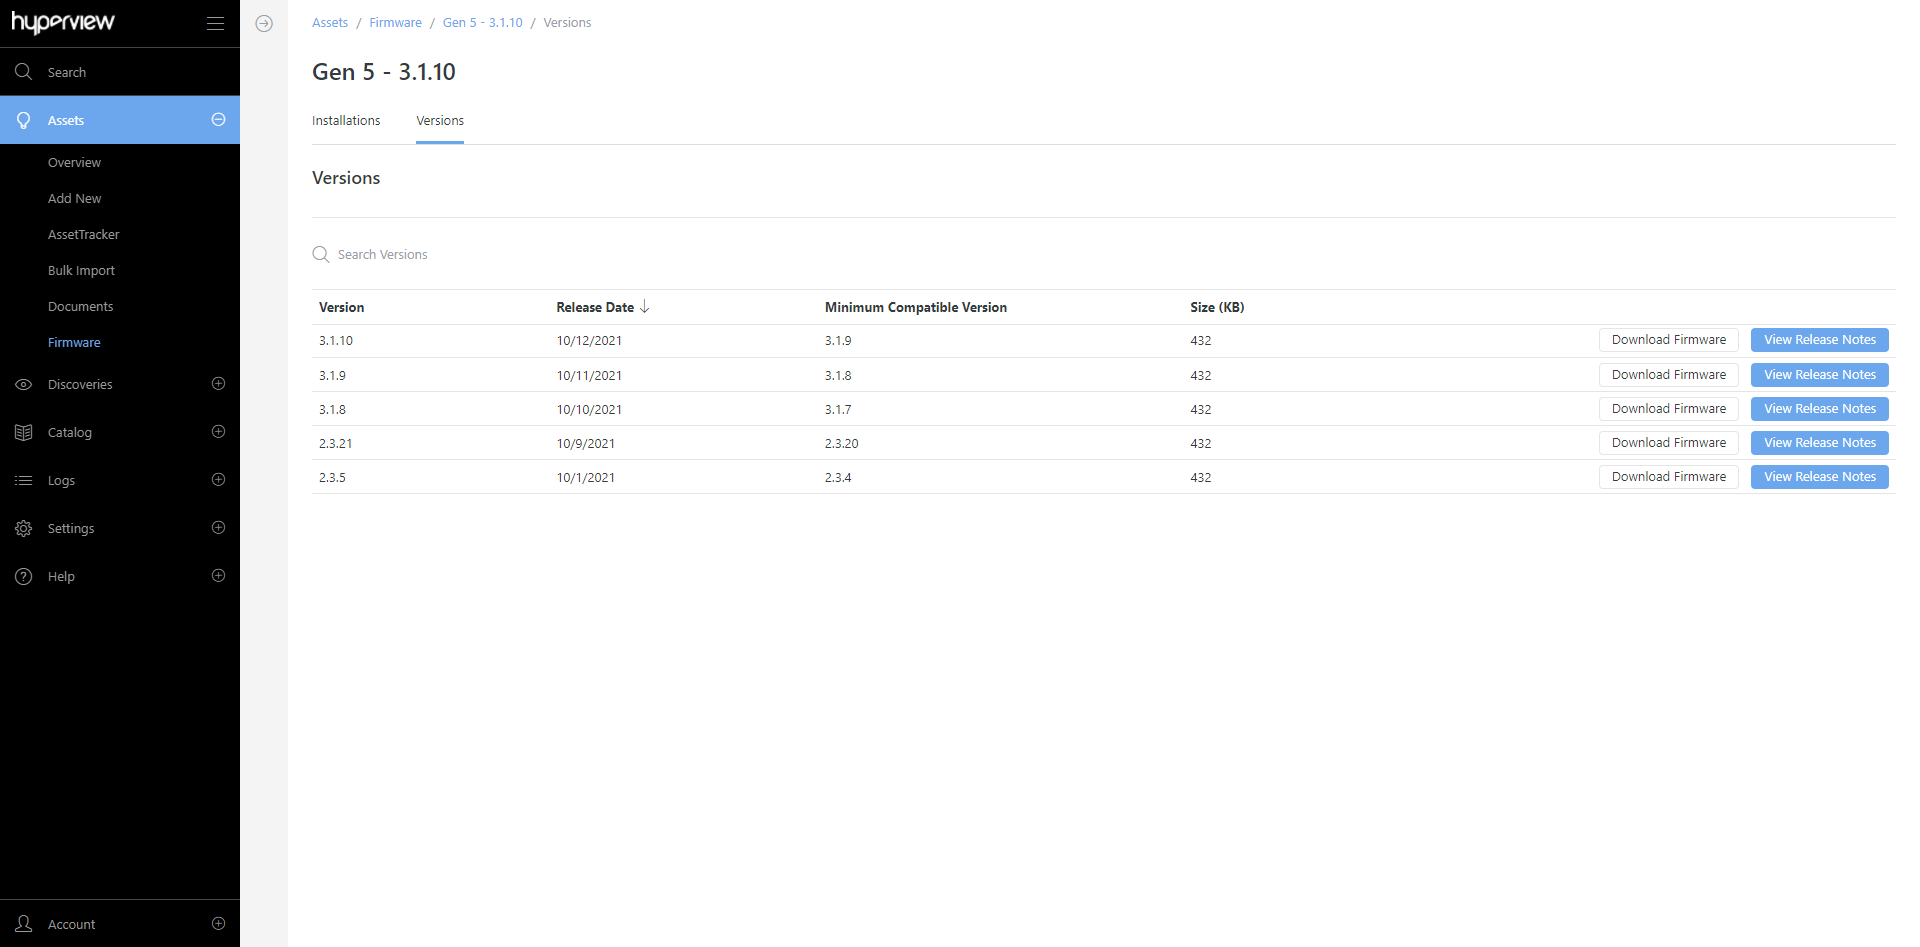 hyperview
Search
Assets
Overview
Add New
AssetTracker
Bulk Import
Documents
Firmware
Discoveries
Catalog
Logs
Settings
Help
Account
Assets / Firmware / Gen 5 - 3.1.10 / Versions
Gen 5 - 3.1.10
Installations Versions
Versions
Search Versions
Version Release Date Minimum Compatible Version Size (KB)
3.1.10 10/12/2021 3.1.9 432 Download Firmware View Release Notes
3.1.9 10/11/2021 3.1.8 432 Download Firmware View Release Notes
3.1.8 10/10/2021 3.1.7 432 Download Firmware View Release Notes
2.3.21 10/9/2021 2.3.20 432 Download Firmware View Release Notes
2.3.5 10/1/2021 2.3.4 432 Download Firmware View Release Notes